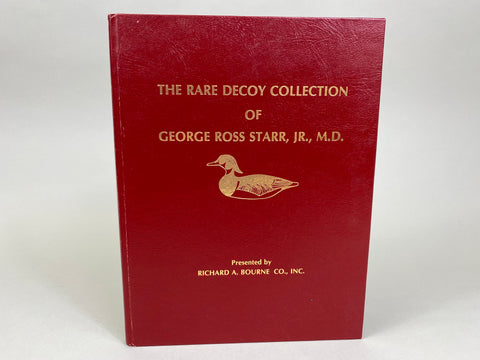 THE RARE DECOY COLLECTION
OF
GEORGE ROSS STARR, JR., M.D.
Presented by
RICHARD A. BOURNE CO., INC.